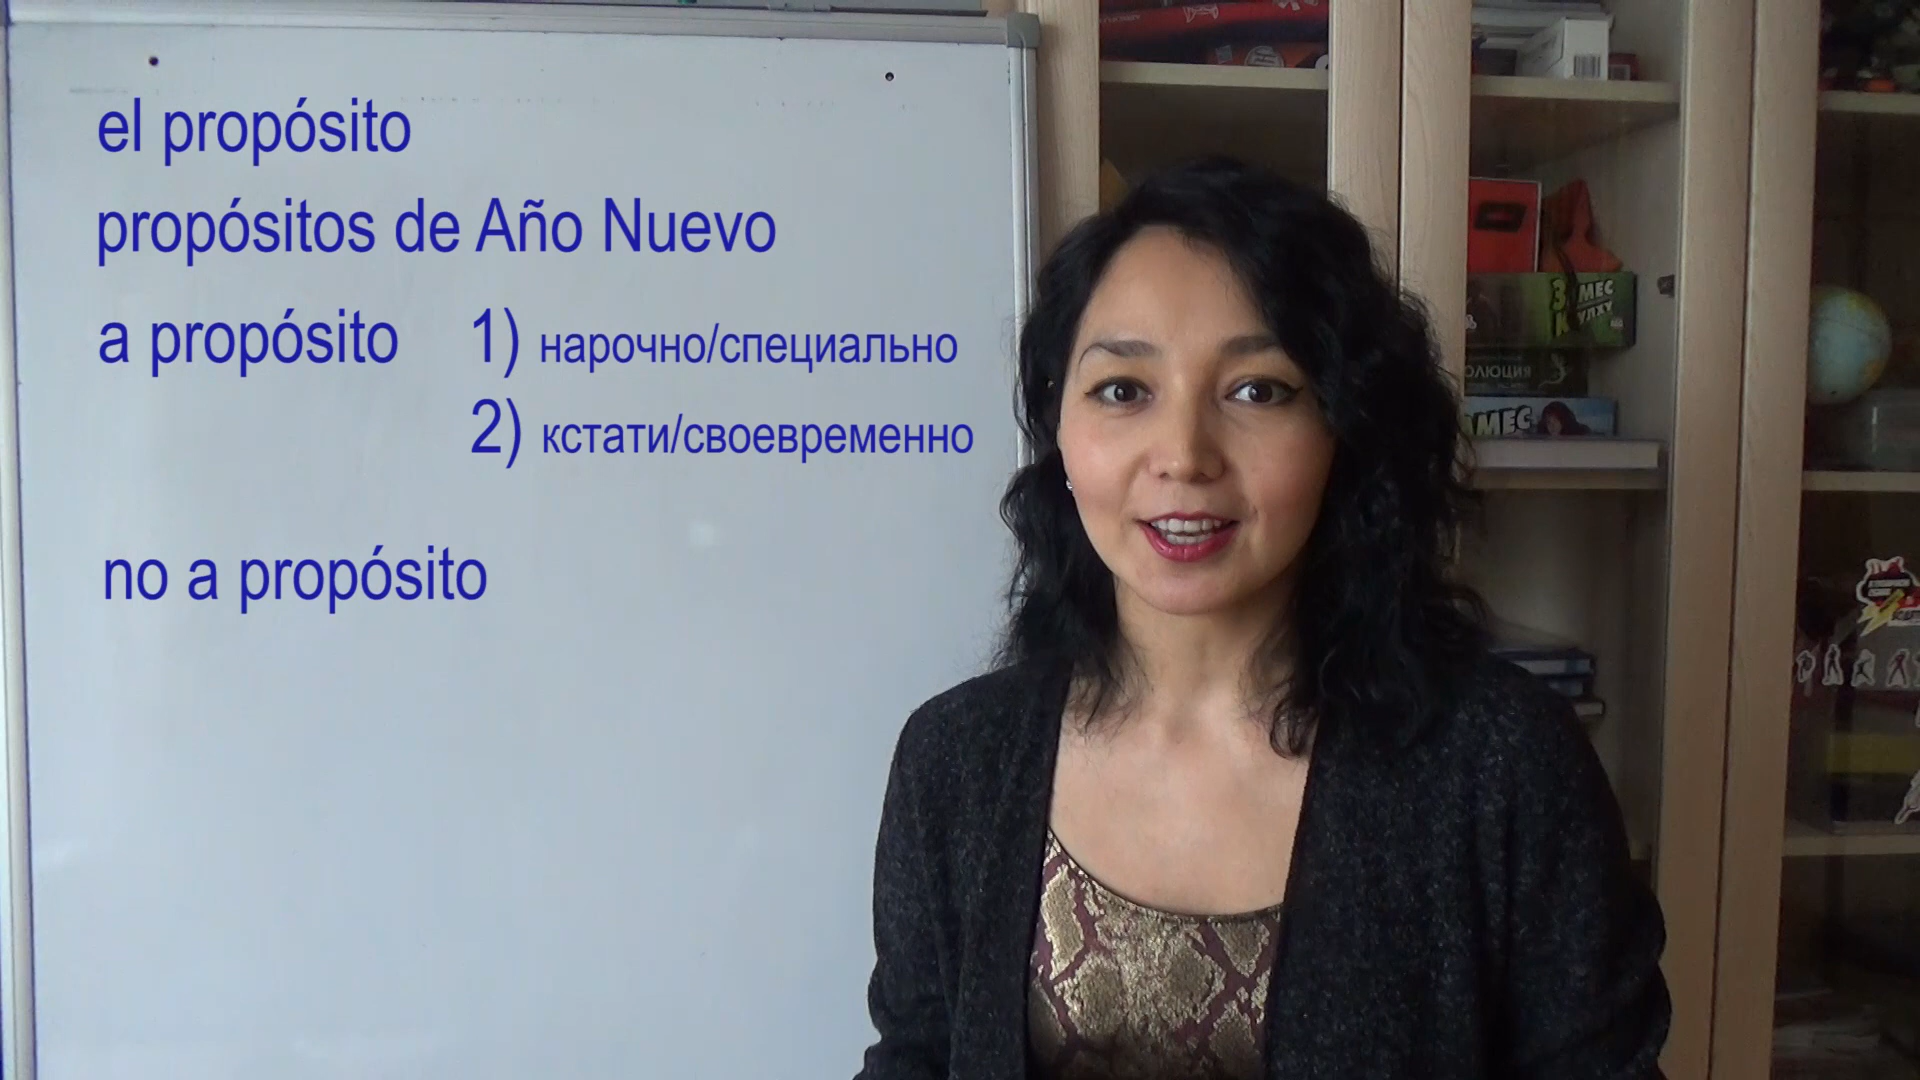 el propósito
propósitos de Año Nuevo
a propósito 1) нарочно/специально
2) кстати/своевременно
no a propósito